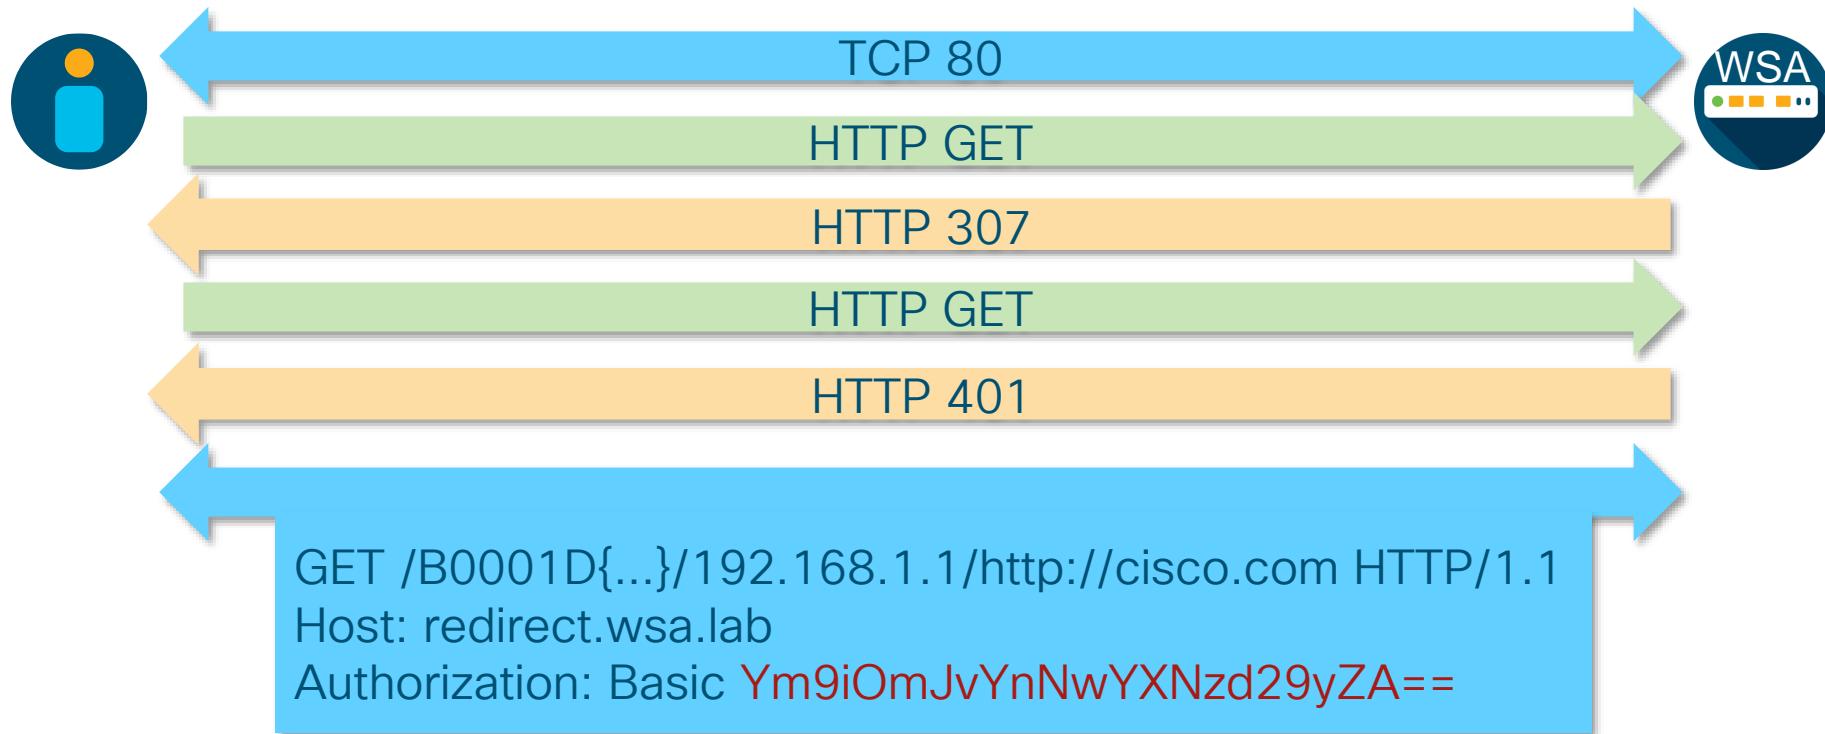 TCP 80
WSA
HTTP GET
HTTP 307
HTTP GET
HTTP 401
GET /B0001D{...}/192.168.1.1/http://cisco.com HTTP/1.1
Host: redirect.wsa.lab
Authorization: Basic Ym9iOmJvYnNwYXNzd29yZA==